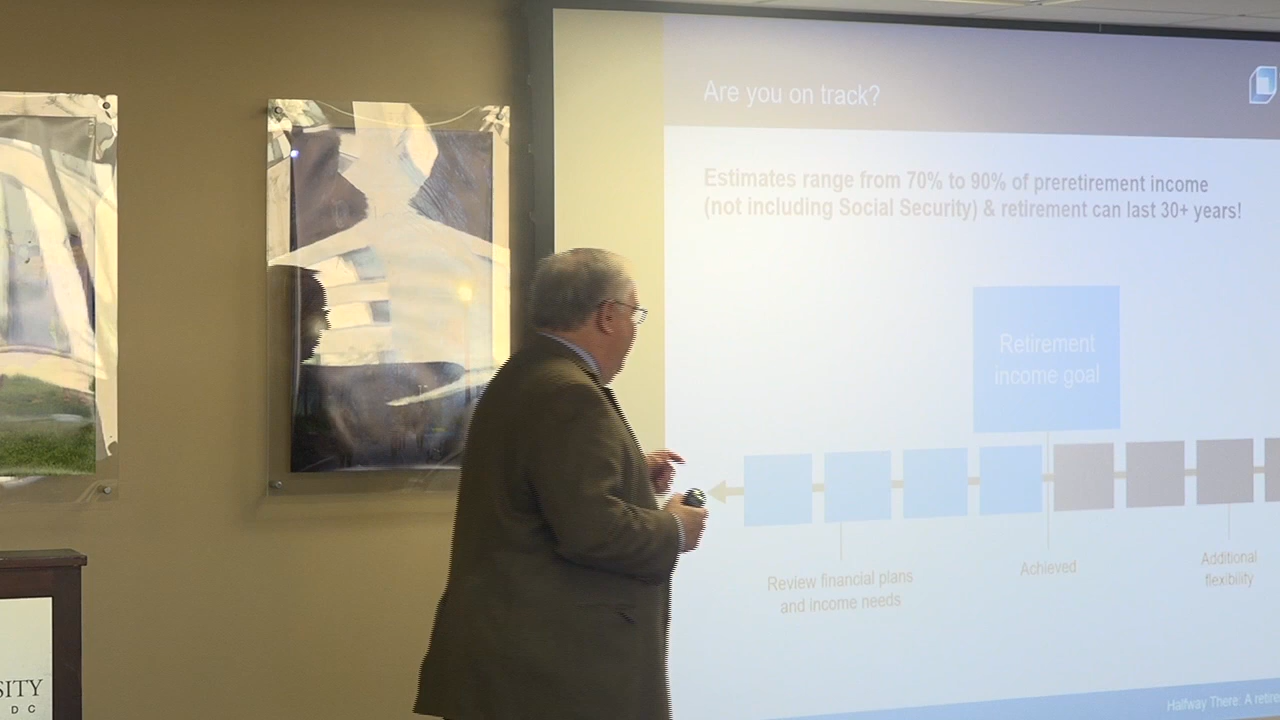 Are you on track?
Estimates range from 70% to 90% of preretirement income
(not including Social Security) & retirement can last 30+ years!
Retirement
income goal
Review financial plans
and income needs
Achieved
Additional
flexibility
Halfway There: A retire
SITY
D C